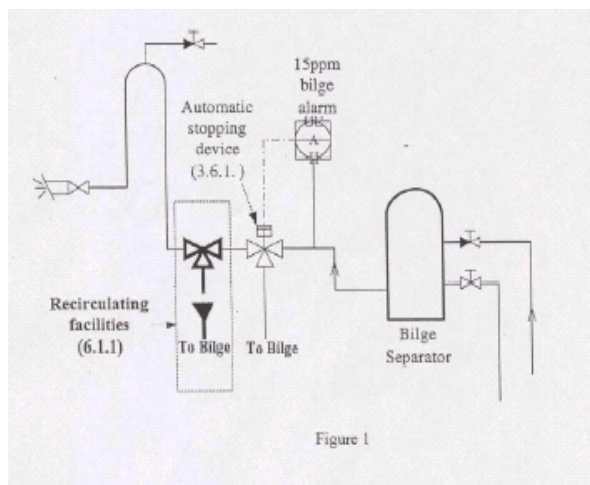 15ppm
bilge
alarm
A
Automatic
stopping
device
(3.6.1. )
Recirculating
facilities
(6.1.1)
To Bilge
To Bilge
Bilge
Separator
Figure 1